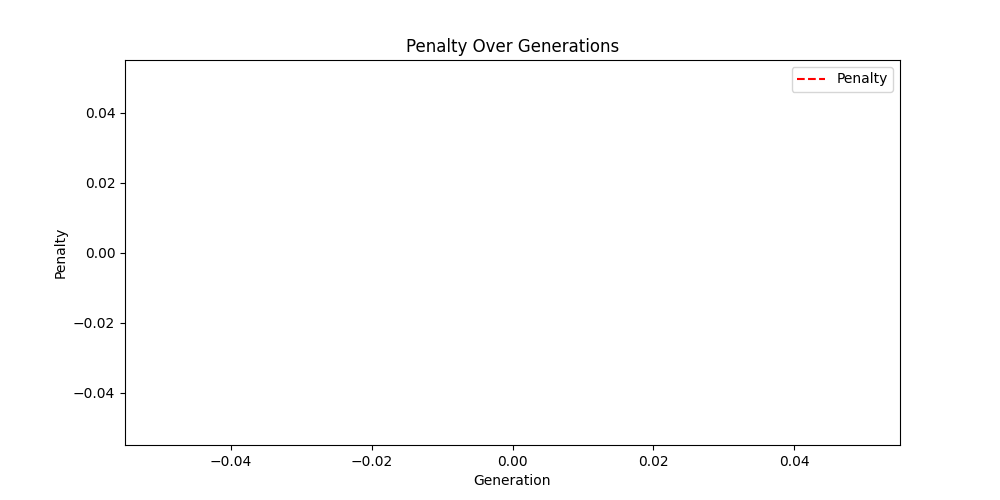 Penalty Over Generations
Penalty
0.04
0.02
0.00
−0.02
−0.04
Penalty
−0.04 −0.02 0.00 0.02 0.04
Generation